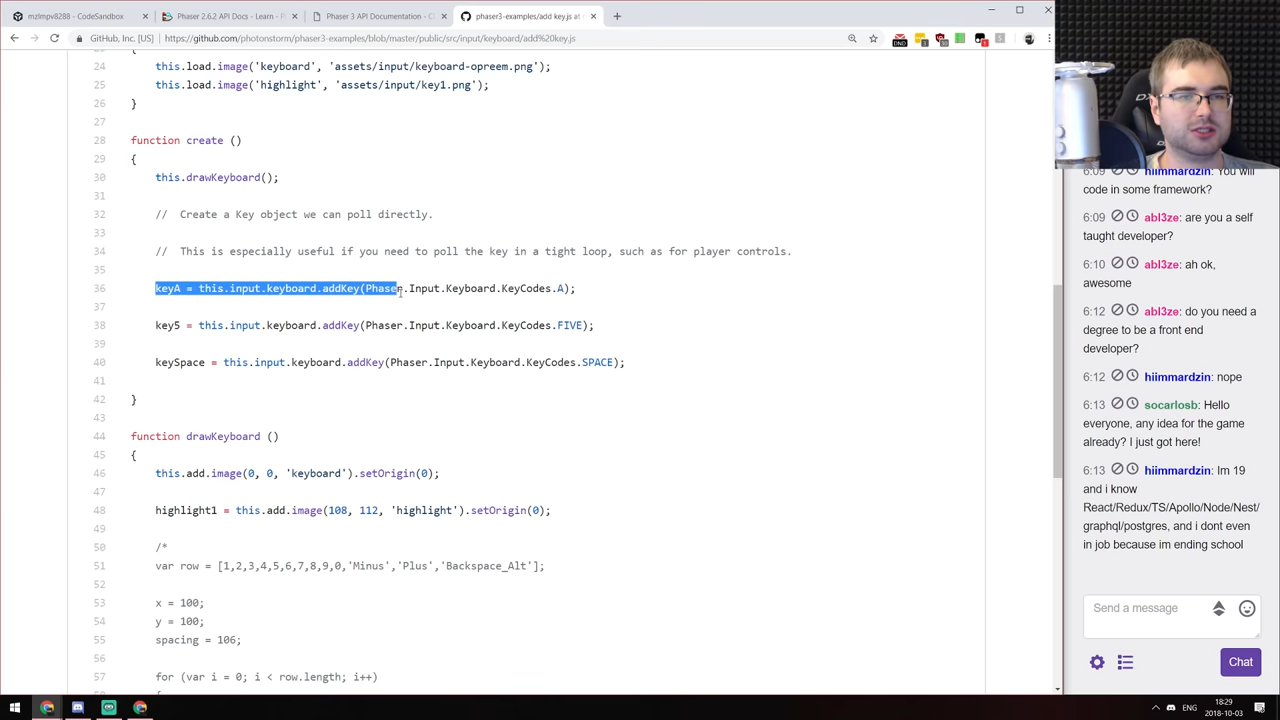 mzlmpv8288 - CodeSandbox
Phaser 2.6.2 API Docs - Learn - P
Phaser 3 API Documentation - C
phaser3-examples/add key.js at
GitHub, Inc. [US]
https://github.com/photonstorm/phaser3-examples/blob/master/public/src/input/keyboard/add%20key.js
24 this.load.image('keyboard', 'assets/input/keyboard-opreem.png');
25 this.load.image('highlight', 'assets/input/key1.png');
26 }
27
28 function create ()
29 {
30 this.drawKeyboard();
31
32 // Create a Key object we can poll directly.
33
34 // This is especially useful if you need to poll the key in a tight loop, such as for player controls.
35
36 keyA = this.input.keyboard.addKey(Phaser.Input.Keyboard.KeyCodes.A);
37
38 key5 = this.input.keyboard.addKey(Phaser.Input.Keyboard.KeyCodes.FIVE);
39
40 keySpace = this.input.keyboard.addKey(Phaser.Input.Keyboard.KeyCodes.SPACE);
41
42 }
43
44 function drawKeyboard ()
45 {
46 this.add.image(0, 0, 'keyboard').setOrigin(0);
47
48 highlight1 = this.add.image(108, 112, 'highlight').setOrigin(0);
49
50 /*
51 var row = [1,2,3,4,5,6,7,8,9,0,'Minus','Plus','Backspace_Alt'];
52
53 x = 100;
54 y = 100;
55 spacing = 106;
56
57 for (var i = 0; i < row.length; i++)
6:09 hiimmardzin: You will
code in some framework?
6:09 abl3ze: are you a self
taught developer?
6:10 abl3ze: ah ok,
awesome
6:12 abl3ze: do you need a
degree to be a front end
developer?
6:12 hiimmardzin: nope
6:13 socarlosb: Hello
everyone, any idea for the game
already? I just got here!
6:13 hiimmardzin: Im 19
and i know
React/Redux/TS/Apollo/Node/Nest/
graphql/postgres, and i dont even
in job because im ending school
Send a message
Chat
ENG
18:29
2018-10-03